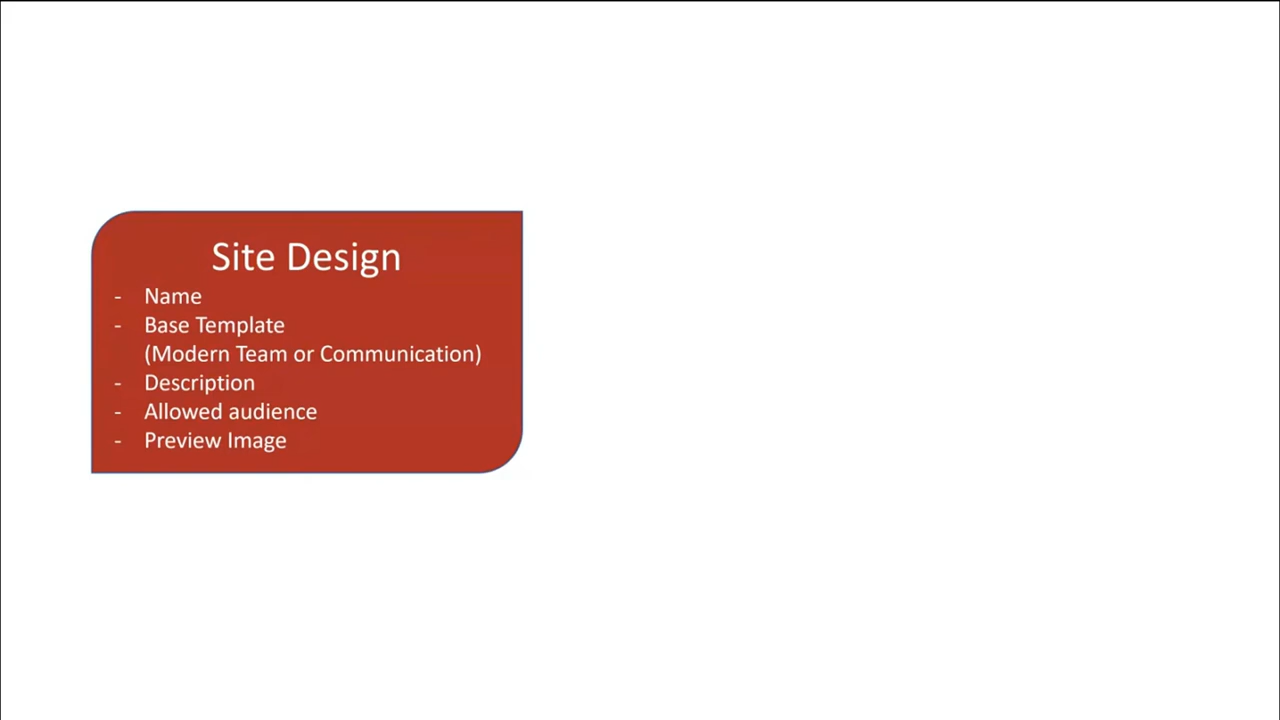 Site Design
- Name
- Base Template
(Modern Team or Communication)
- Description
- Allowed audience
- Preview Image